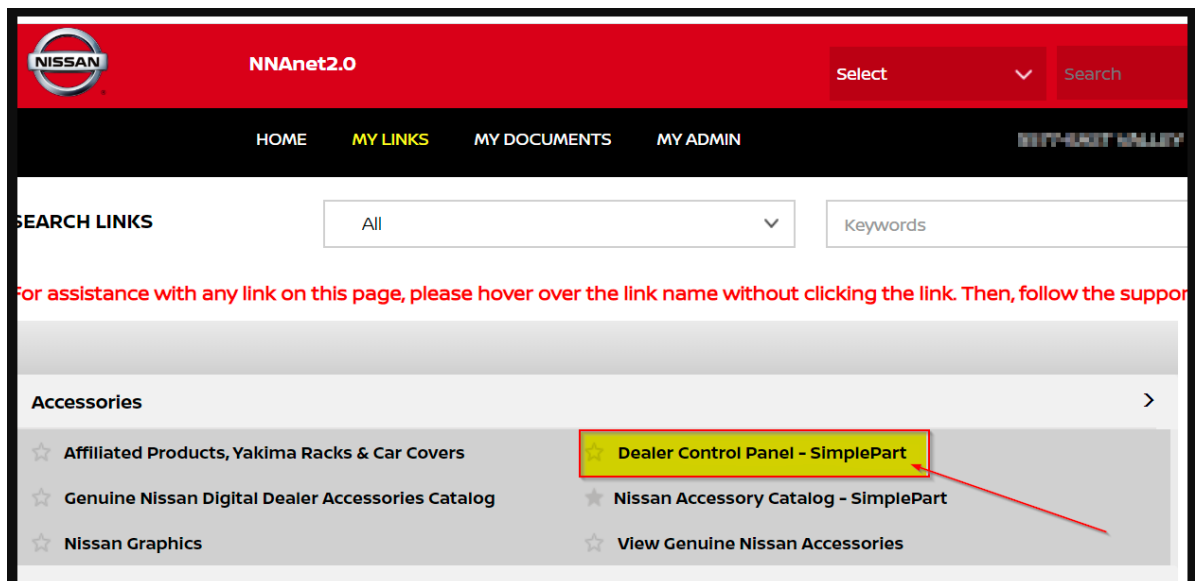 NISSAN
NNAnet2.0
Select
Search
HOME MY LINKS MY DOCUMENTS MY ADMIN
SEARCH LINKS
All
Keywords
For assistance with any link on this page, please hover over the link name without clicking the link. Then, follow the suppor
Accessories
Affiliated Products, Yakima Racks & Car Covers
Dealer Control Panel - SimplePart
Genuine Nissan Digital Dealer Accessories Catalog
Nissan Accessory Catalog - SimplePart
Nissan Graphics
View Genuine Nissan Accessories